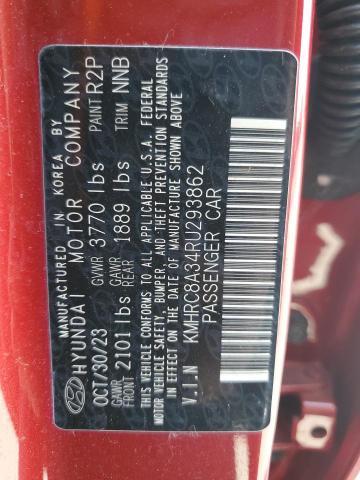 MANUFACTURED IN KOREA BY
HYUNDAI MOTOR COMPANY
OCT/30/23 GVWR 3770 lbs PAINT R2P
GAWR FRONT 2101 lbs GAWR REAR 1889 lbs TRIM NNB
THIS VEHICLE CONFORMS TO ALL APPLICABLE U.S.A. FEDERAL
MOTOR VEHICLE SAFETY, BUMPER, AND THEFT PREVENTION STANDARDS
IN EFFECT ON THE DATE OF MANUFACTURE SHOWN ABOVE.
V.I.N KMHRC8A34RU293862
PASSENGER CAR